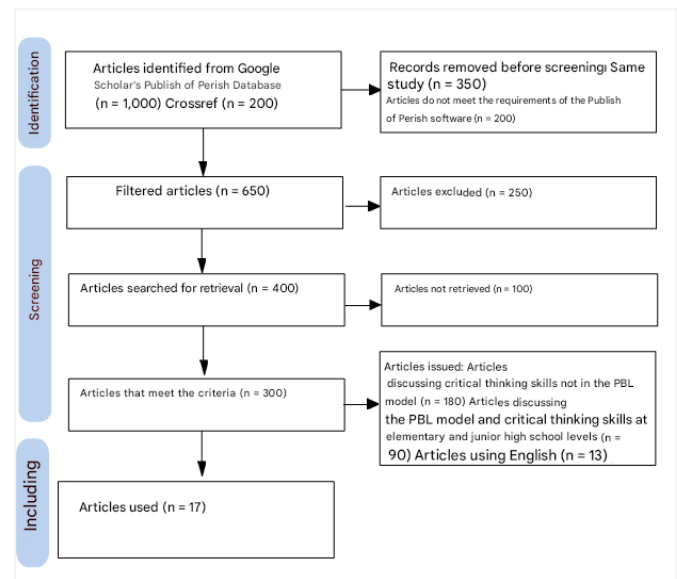 Identification
Articles identified from Google
Scholar's Publish of Perish Database
(n = 1,000) Crossref (n = 200)
Records removed before screening: Same
study (n = 350)
Articles do not meet the requirements of the Publish
of Perish software (n = 200)
Screening
Filtered articles (n = 650)
Articles excluded (n = 250)
Articles searched for retrieval (n = 400)
Articles not retrieved (n = 100)
Articles that meet the criteria (n = 300)
Articles issued: Articles
discussing critical thinking skills not in the PBL
model (n = 180) Articles discussing
the PBL model and critical thinking skills at
elementary and junior high school levels (n =
90) Articles using English (n = 13)
Including
Articles used (n = 17)